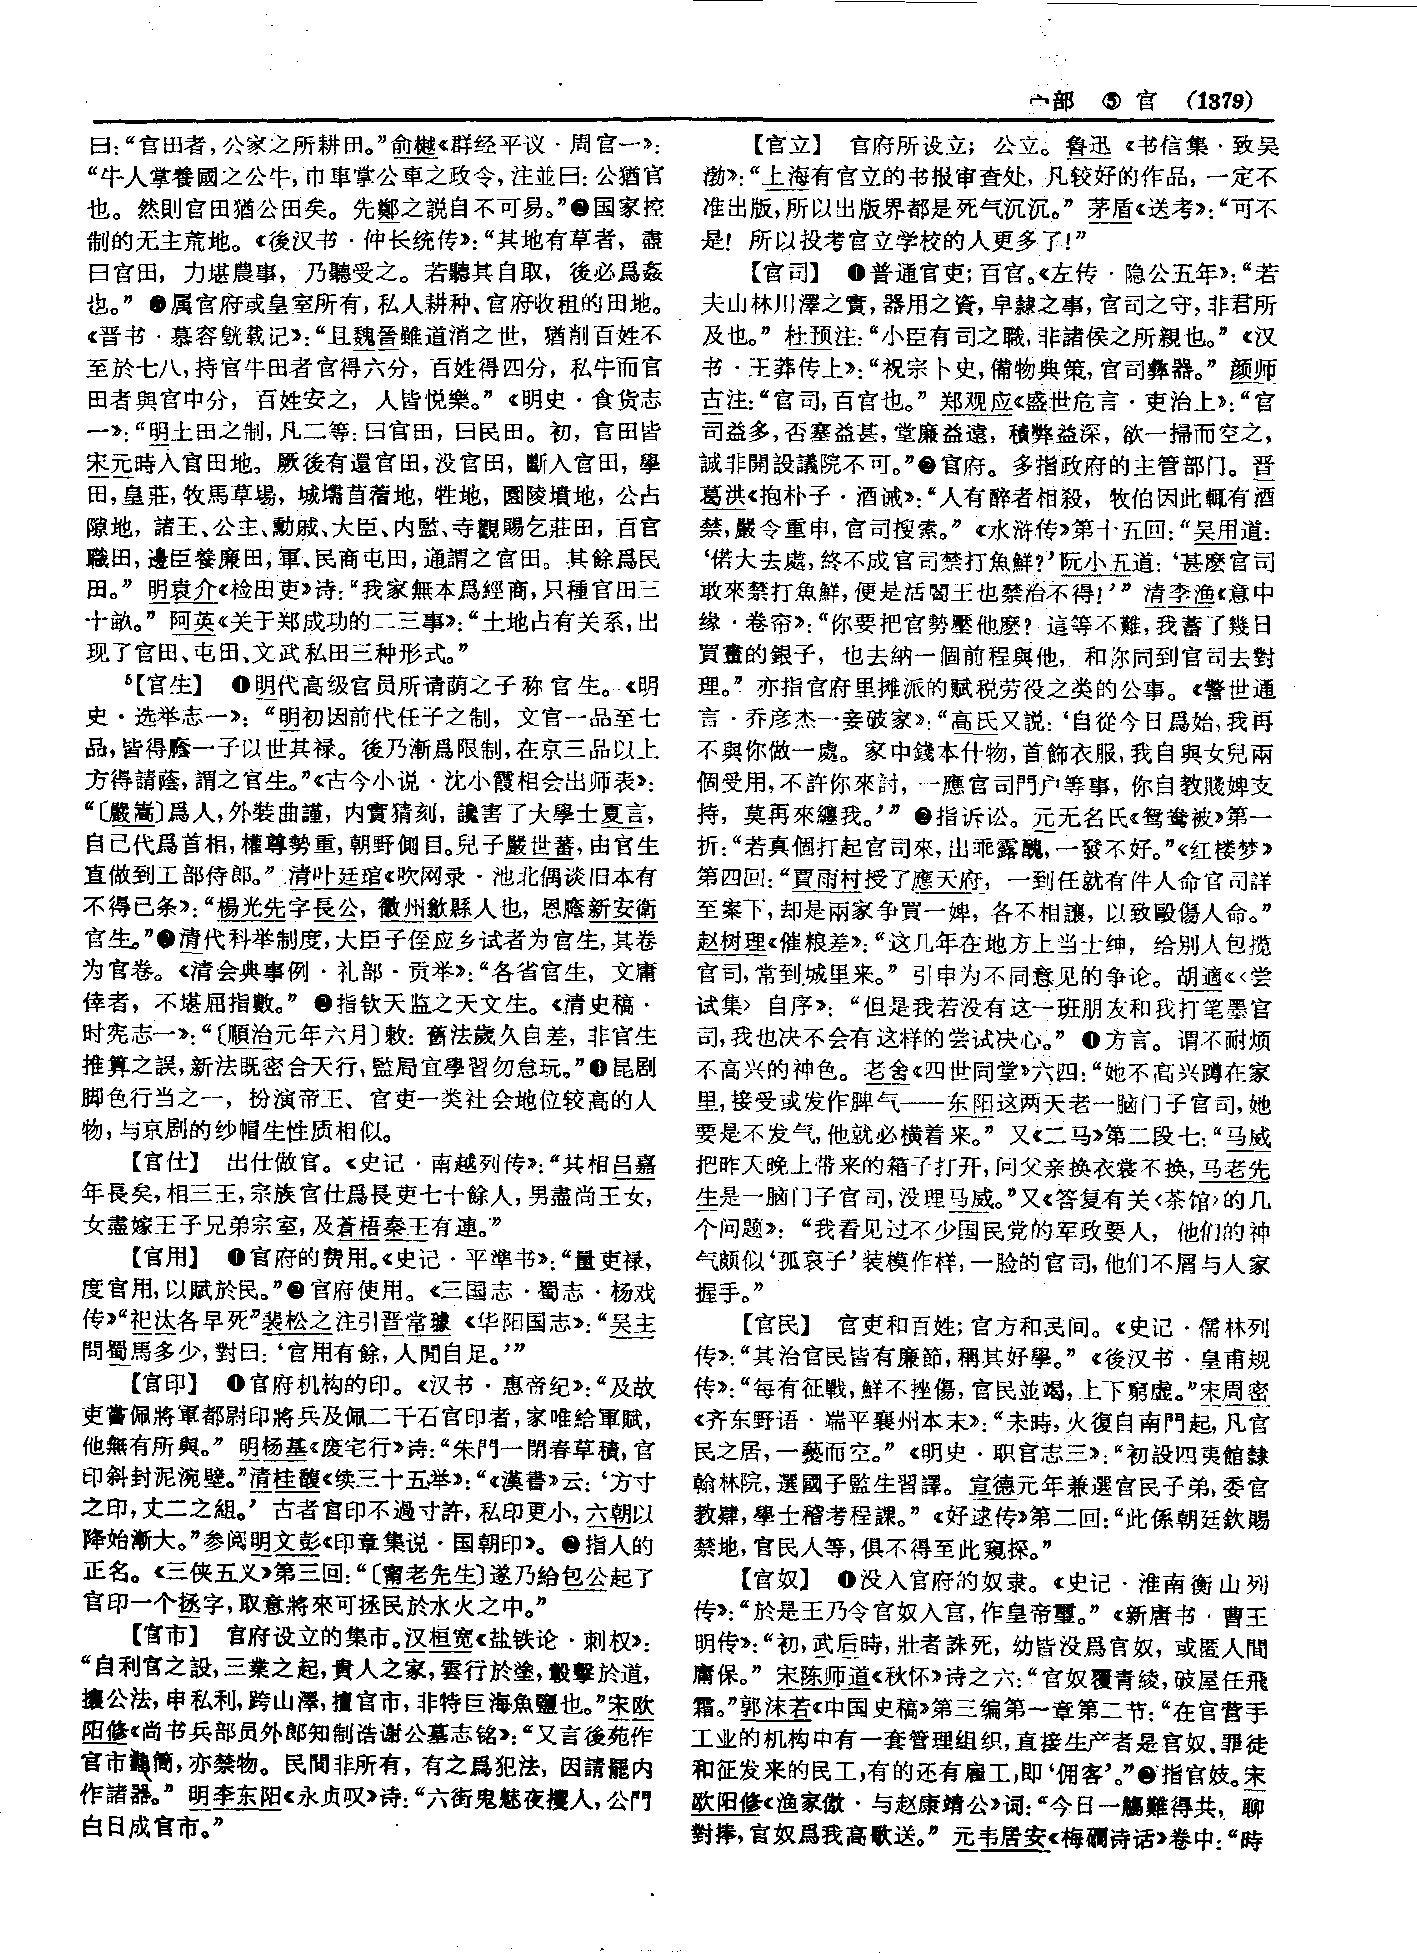 宀部 ⑤ 官 (1379)
曰：“官田者，公家之所耕田。”俞樾《群经平议·周官一》：
“牛人掌養國之公牛，巾車掌公車之政令，注並曰：公猶官
也。然則官田猶公田矣。先鄭之説自不可易。”❷国家控
制的无主荒地。《後汉书·仲长统传》：“其地有草者，盡
曰官田，力堪農事，乃聽受之。若聽其自取，後必爲姦
也。”❸属官府或皇室所有，私人耕种、官府收租的田地。
《晋书·慕容皝载记》：“且魏晋雖道消之世，猶削百姓不
至於七八，持官牛田者官得六分，百姓得四分，私牛而官
田者與官中分，百姓安之，人皆悦樂。”《明史·食货志
一》：“明土田之制，凡二等：曰官田，曰民田。初，官田皆
宋元時入官田地。厥後有還官田，没官田，斷入官田，學
田，皇莊，牧馬草場，城壖苜蓿地，牲地，園陵墳地，公占
隙地，諸王、公主、勳戚、大臣、内監、寺觀賜乞莊田，百官
職田，邊臣養廉田，軍、民商屯田，通謂之官田。其餘爲民
田。”明袁介《检田吏》诗：“我家無本爲經商，只種官田三
十畝。”阿英《关于郑成功的二三事》：“土地占有关系，出
现了官田、屯田、文武私田三种形式。”
⁵【官生】 ❶明代高级官员所请荫之子称官生。《明
史·选举志一》：“明初因前代任子之制，文官一品至七
品，皆得廕一子以世其禄。後乃漸爲限制，在京三品以上
方得請蔭，謂之官生。”《古今小说·沈小霞相会出师表》：
“〔嚴嵩〕爲人，外裝曲謹，内實猜刻，讒害了大學士夏言，
自己代爲首相，權尊勢重，朝野側目。兒子嚴世蕃，由官生
直做到工部侍郎。”清叶廷琯《吹网录·池北偶谈旧本有
不得已条》：“楊光先字長公，徽州歙縣人也，恩廕新安衛
官生。”❷清代科举制度，大臣子侄应乡试者为官生，其卷
为官卷。《清会典事例·礼部·贡举》：“各省官生，文庸
倖者，不堪屈指數。”❸指钦天监之天文生。《清史稿·
时宪志一》：“〔順治元年六月〕敕：舊法歲久自差，非官生
推算之誤，新法既密合天行，監局宜學習勿怠玩。”❹昆剧
脚色行当之一，扮演帝王、官吏一类社会地位较高的人
物，与京剧的纱帽生性质相似。
【官仕】 出仕做官。《史记·南越列传》：“其相吕嘉
年長矣，相三王，宗族官仕爲長吏七十餘人，男盡尚王女，
女盡嫁王子兄弟宗室，及蒼梧秦王有連。”
【官用】 ❶官府的费用。《史记·平準书》：“量吏禄，
度官用，以賦於民。”❷官府使用。《三国志·蜀志·杨戏
传》“祀汰各早死”裴松之注引晋常璩《华阳国志》：“吴主
問蜀馬多少，對曰：‘官用有餘，人閒自足。’”
【官印】 ❶官府机构的印。《汉书·惠帝纪》：“及故
吏嘗佩將軍都尉印將兵及佩二千石官印者，家唯給軍賦，
他無有所與。”明杨基《废宅行》诗：“朱門一閉春草積，官
印斜封泥涴壁。”清桂馥《续三十五举》：“《漢書》云：‘方寸
之印，丈二之組。’古者官印不過寸許，私印更小，六朝以
降始漸大。”参阅明文彭《印章集说·国朝印》。❷指人的
正名。《三侠五义》第三回：“〔甯老先生〕遂乃給包公起了
官印一个拯字，取意將來可拯民於水火之中。”
【官市】 官府设立的集市。汉桓宽《盐铁论·刺权》：
“自利官之設，三業之起，貴人之家，雲行於塗，轂擊於道，
攘公法，申私利，跨山澤，擅官市，非特巨海魚鹽也。”宋欧
阳修《尚书兵部员外郎知制诰谢公墓志铭》：“又言後苑作
官市龜筒，亦禁物。民間非所有，有之爲犯法，因請罷内
作諸器。”明李东阳《永贞叹》诗：“六街鬼魅夜攫人，公門
白日成官市。”
【官立】 官府所设立；公立。鲁迅《书信集·致吴
渤》：“上海有官立的书报审查处，凡较好的作品，一定不
准出版，所以出版界都是死气沉沉。”茅盾《送考》：“可不
是！所以投考官立学校的人更多了！”
【官司】 ❶普通官吏；百官。《左传·隐公五年》：“若
夫山林川澤之實，器用之資，皁隸之事，官司之守，非君所
及也。”杜预注：“小臣有司之職，非諸侯之所親也。”《汉
书·王莽传上》：“祝宗卜史，備物典策，官司彝器。”颜师
古注：“官司，百官也。”郑观应《盛世危言·吏治上》：“官
司益多，否塞益甚，堂廉益遠，積弊益深，欲一掃而空之，
誠非開設議院不可。”❷官府。多指政府的主管部门。晋
葛洪《抱朴子·酒诫》：“人有醉者相殺，牧伯因此輒有酒
禁，嚴令重申，官司搜索。”《水浒传》第十五回：“吴用道：
‘偌大去處，終不成官司禁打魚鮮？’阮小五道：‘甚麽官司
敢來禁打魚鮮，便是活閻王也禁治不得！’”清李渔《意中
缘·卷帘》：“你要把官勢壓他麽？這等不難，我蓄了幾日
買畫的銀子，也去納一個前程與他，和你同到官司去對
理。”亦指官府里摊派的赋税劳役之类的公事。《警世通
言·乔彦杰一妾破家》：“高氏又説：‘自從今日爲始，我再
不與你做一處。家中錢本什物，首飾衣服，我自與女兒兩
個受用，不許你來討，一應官司門户等事，你自教賤婢支
持，莫再來纏我。’”❸指诉讼。元无名氏《鸳鸯被》第一
折：“若真個打起官司來，出乖露醜，一發不好。”《红楼梦》
第四回：“賈雨村授了應天府，一到任就有件人命官司詳
至案下，却是兩家争買一婢，各不相讓，以致毆傷人命。”
赵树理《催粮差》：“这几年在地方上当士绅，给别人包揽
官司，常到城里来。”引申为不同意见的争论。胡適《〈尝
试集〉自序》：“但是我若没有这一班朋友和我打笔墨官
司，我也决不会有这样的尝试决心。”❹方言。谓不耐烦
不高兴的神色。老舍《四世同堂》六四：“她不高兴蹲在家
里，接受或发作脾气——东阳这两天老一脑门子官司，她
要是不发气，他就必横着来。”又《二马》第二段七：“马威
把昨天晚上带来的箱子打开，问父亲换衣裳不换，马老先
生是一脑门子官司，没理马威。”又《答复有关〈茶馆〉的几
个问题》：“我看见过不少国民党的军政要人，他们的神
气颇似‘孤哀子’装模作样，一脸的官司，他们不屑与人家
握手。”
【官民】 官吏和百姓；官方和民间。《史记·儒林列
传》：“其治官民皆有廉節，稱其好學。”《後汉书·皇甫规
传》：“每有征戰，鮮不挫傷，官民並竭，上下窮虚。”宋周密
《齐东野语·端平襄州本末》：“未時，火復自南門起，凡官
民之居，一爇而空。”《明史·职官志三》：“初設四夷館隸
翰林院，選國子監生習譯。宣德元年兼選官民子弟，委官
教肄，學士稽考程課。”《好逑传》第二回：“此係朝廷欽賜
禁地，官民人等，俱不得至此窺探。”
【官奴】 ❶没入官府的奴隶。《史记·淮南衡山列
传》：“於是王乃令官奴入宫，作皇帝璽。”《新唐书·曹王
明传》：“初，武后時，壯者誅死，幼皆没爲官奴，或匿人間
庸保。”宋陈师道《秋怀》诗之六：“官奴覆青綾，破屋任飛
霜。”郭沫若《中国史稿》第三编第一章第二节：“在官营手
工业的机构中有一套管理组织，直接生产者是官奴、罪徒
和征发来的民工，有的还有雇工，即‘佣客’。”❷指官妓。宋
欧阳修《渔家傲·与赵康靖公》词：“今日一觴難得共，聊
對捧，官奴爲我高歌送。”元韦居安《梅磵诗话》卷中：“時